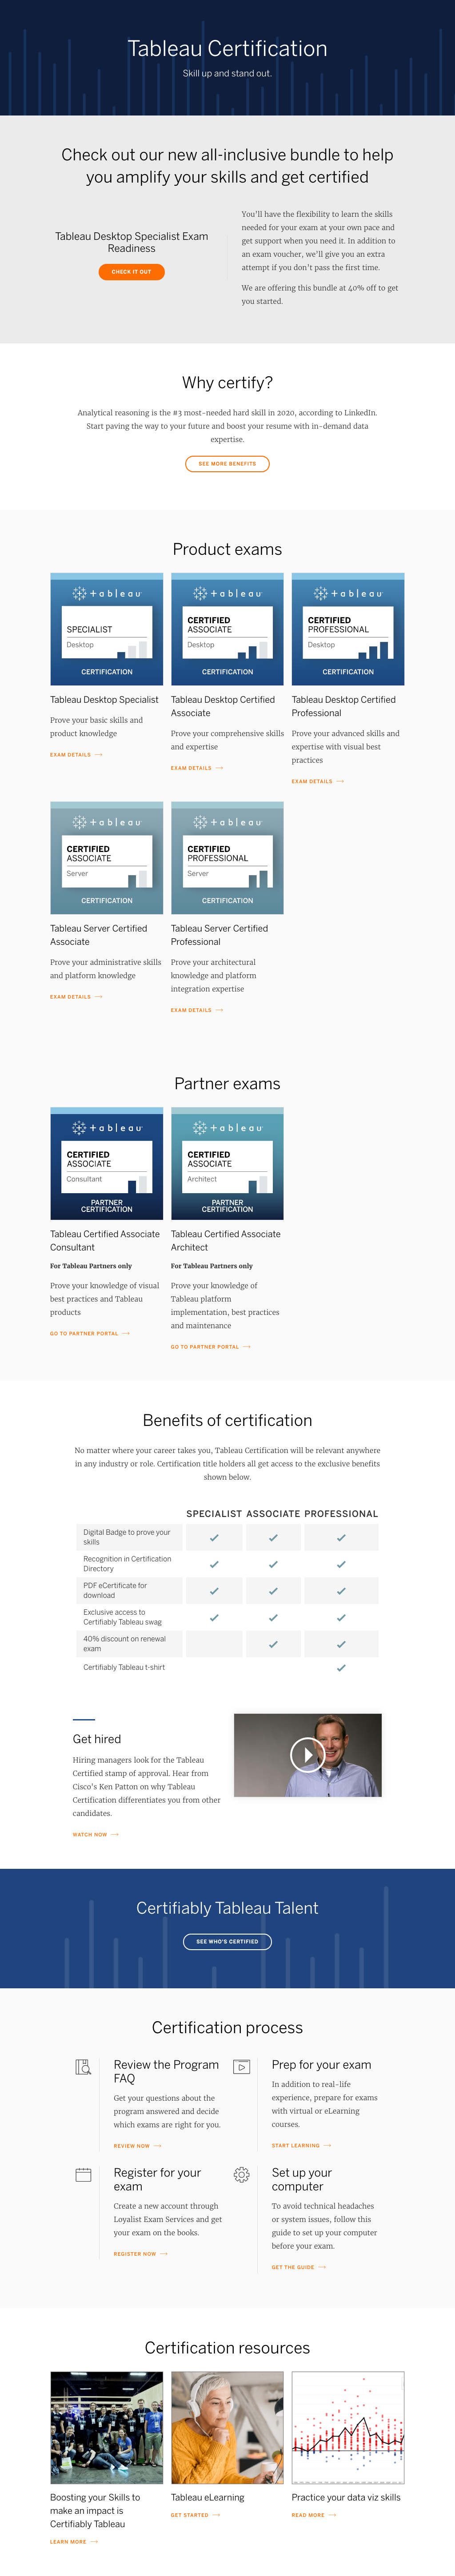 Tableau Certification
Skill up and stand out.
Check out our new all-inclusive bundle to help
you amplify your skills and get certified
Tableau Desktop Specialist Exam
Readiness
CHECK IT OUT
You'll have the flexibility to learn the skills
needed for your exam at your own pace and
get support when you need it. In addition to
an exam voucher, we'll give you an extra
attempt if you don't pass the first time.
We are offering this bundle at 40% off to get
you started.
Why certify?
Analytical reasoning is the #3 most-needed hard skill in 2020, according to LinkedIn.
Start paving the way to your future and boost your resume with in-demand data
expertise.
SEE MORE BENEFITS
Product exams
+ableau
SPECIALIST
Desktop
CERTIFICATION
Tableau Desktop Specialist
Prove your basic skills and
product knowledge
EXAM DETAILS
+ableau
CERTIFIED
ASSOCIATE
Desktop
CERTIFICATION
Tableau Desktop Certified
Associate
Prove your comprehensive skills
and expertise
EXAM DETAILS
+ableau
CERTIFIED
PROFESSIONAL
Desktop
CERTIFICATION
Tableau Desktop Certified
Professional
Prove your advanced skills and
expertise with visual best
practices
EXAM DETAILS
+ableau
CERTIFIED
ASSOCIATE
Server
CERTIFICATION
Tableau Server Certified
Associate
Prove your administrative skills
and platform knowledge
EXAM DETAILS
+ableau
CERTIFIED
PROFESSIONAL
Server
CERTIFICATION
Tableau Server Certified
Professional
Prove your architectural
knowledge and platform
integration expertise
EXAM DETAILS
Partner exams
+ableau
CERTIFIED
ASSOCIATE
Consultant
PARTNER
CERTIFICATION
Tableau Certified Associate
Consultant
For Tableau Partners only
Prove your knowledge of visual
best practices and Tableau
products
GO TO PARTNER PORTAL
+ableau
CERTIFIED
ASSOCIATE
Architect
PARTNER
CERTIFICATION
Tableau Certified Associate
Architect
For Tableau Partners only
Prove your knowledge of
Tableau platform
implementation, best practices
and maintenance
GO TO PARTNER PORTAL
Benefits of certification
No matter where your career takes you, Tableau Certification will be relevant anywhere
in any industry or role. Certification title holders all get access to the exclusive benefits
shown below.
SPECIALIST ASSOCIATE PROFESSIONAL
Digital Badge to prove your
skills
Recognition in Certification
Directory
PDF eCertificate for
download
Exclusive access to
Certifiably Tableau swag
40% discount on renewal
exam
Certifiably Tableau t-shirt
Get hired
Hiring managers look for the Tableau
Certified stamp of approval. Hear from
Cisco's Ken Patton on why Tableau
Certification differentiates you from other
candidates.
WATCH NOW
Certifiably Tableau Talent
SEE WHO'S CERTIFIED
Certification process
Review the Program
FAQ
Get your questions about the
program answered and decide
which exams are right for you.
REVIEW NOW
Prep for your exam
In addition to real-life
experience, prepare for exams
with virtual or eLearning
courses.
START LEARNING
Register for your
exam
Create a new account through
Loyalist Exam Services and get
your exam on the books.
REGISTER NOW
Set up your
computer
To avoid technical headaches
or system issues, follow this
guide to set up your computer
before your exam.
GET THE GUIDE
Certification resources
Boosting your Skills to
make an impact is
Certifiably Tableau
LEARN MORE
Tableau eLearning
GET STARTED
Practice your data viz skills
READ MORE